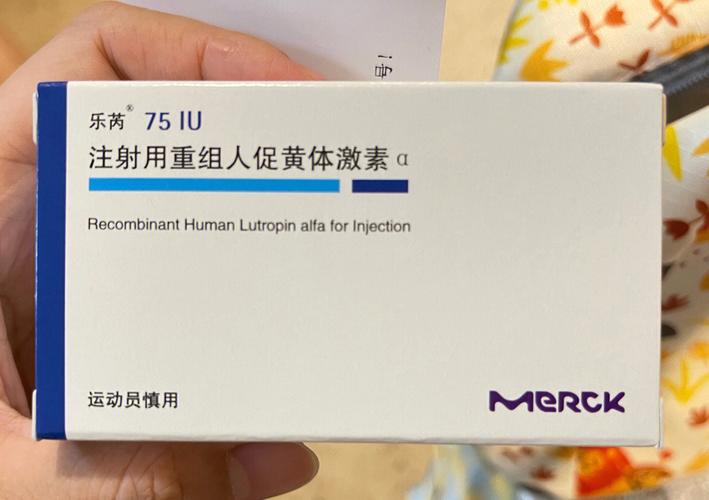 乐芮® 75 IU
注射用重组人促黄体激素 α
Recombinant Human Lutropin alfa for Injection
运动员慎用
MERCK